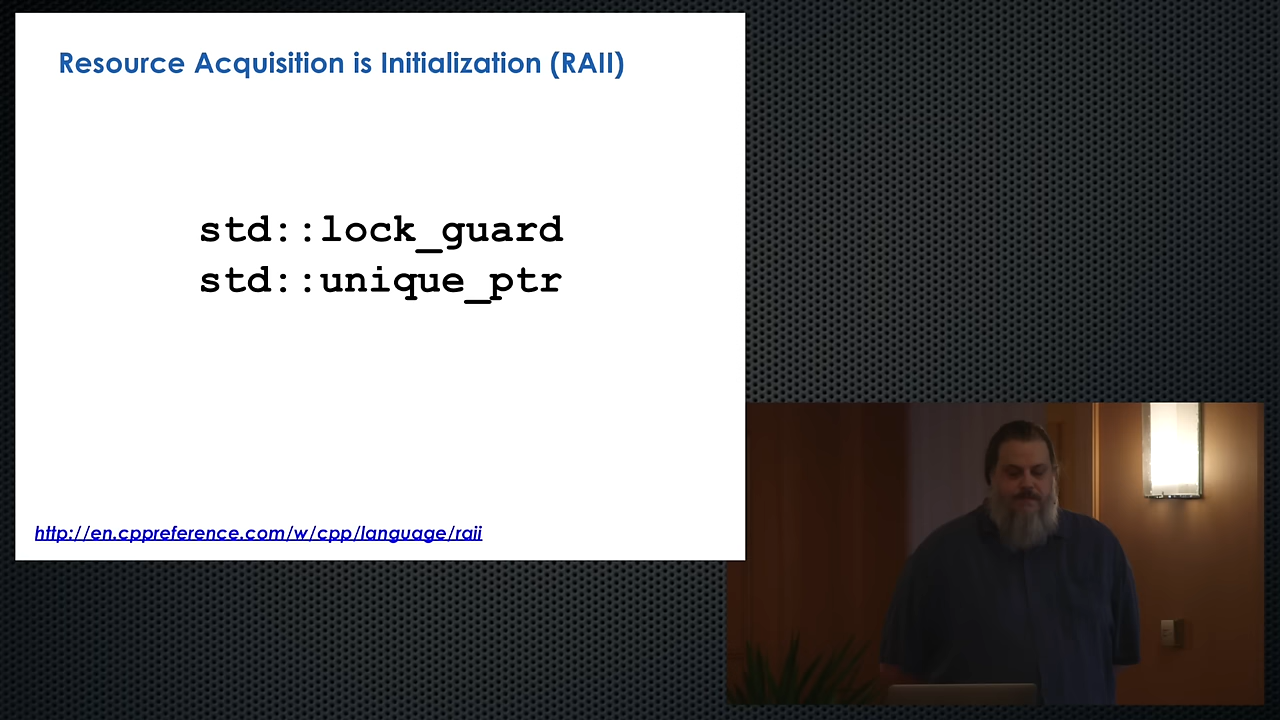 Resource Acquisition is Initialization (RAII)
std::lock_guard
std::unique_ptr
http://en.cppreference.com/w/cpp/language/raii